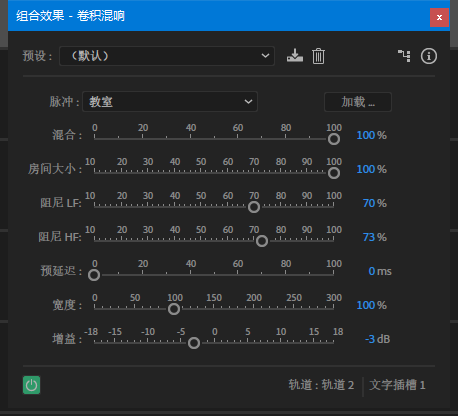 组合效果 - 卷积混响
预设: （默认）
脉冲: 教室 加载 ...
0 20 40 60 80 100
混合: 100 %
10 20 30 40 50 60 70 80 90 100
房间大小: 100 %
10 20 30 40 50 60 70 80 90 100
阻尼 LF: 70 %
10 20 30 40 50 60 70 80 90 100
阻尼 HF: 73 %
0 20 40 60 80 100
预延迟: 0 ms
0 50 100 150 200 250 300
宽度: 100 %
-18 -15 -10 -5 0 5 10 15 18
增益: -3 dB
轨道: 轨道 2 文字插槽 1